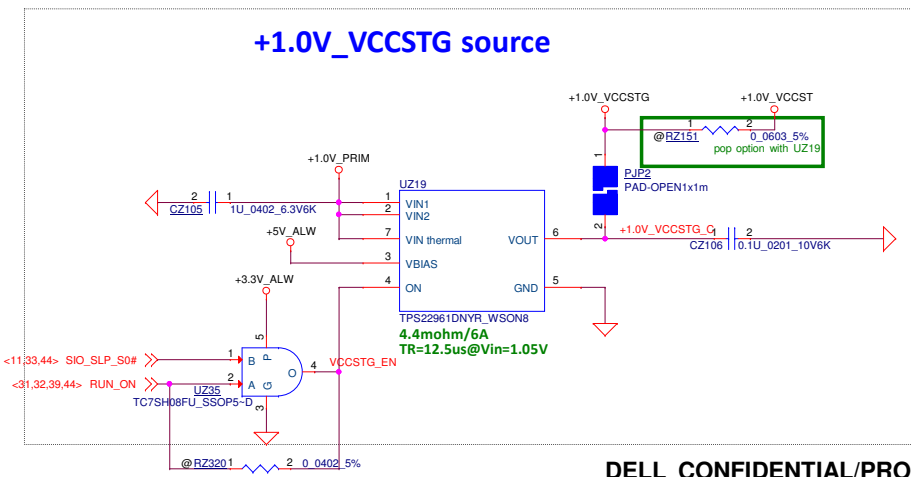 +1.0V_VCCSTG source
+1.0V_VCCSTG
+1.0V_VCCST
@RZ151
1
2
0_0603_5%
pop option with UZ19
+1.0V_PRIM
1
PJP2
PAD-OPEN1x1m
2
UZ19
2
1
CZ105
1U_0402_6.3V6K
1
VIN1
2
VIN2
7
VIN thermal
VOUT
6
+1.0V_VCCSTG_C
1
2
CZ106
0.1U_0201_10V6K
+5V_ALW
3
VBIAS
+3.3V_ALW
4
ON
GND
5
TPS22961DNYR_WSON8
4.4mohm/6A
TR=12.5us@Vin=1.05V
5
<11,33,44> SIO_SLP_S0#
1
B
P
O
4
VCCSTG_EN
<31,32,39,44> RUN_ON
2
A
G
UZ35
3
TC7SH08FU_SSOP5~D
@RZ320
1
2
0_0402_5%
DELL CONFIDENTIAL/PRO